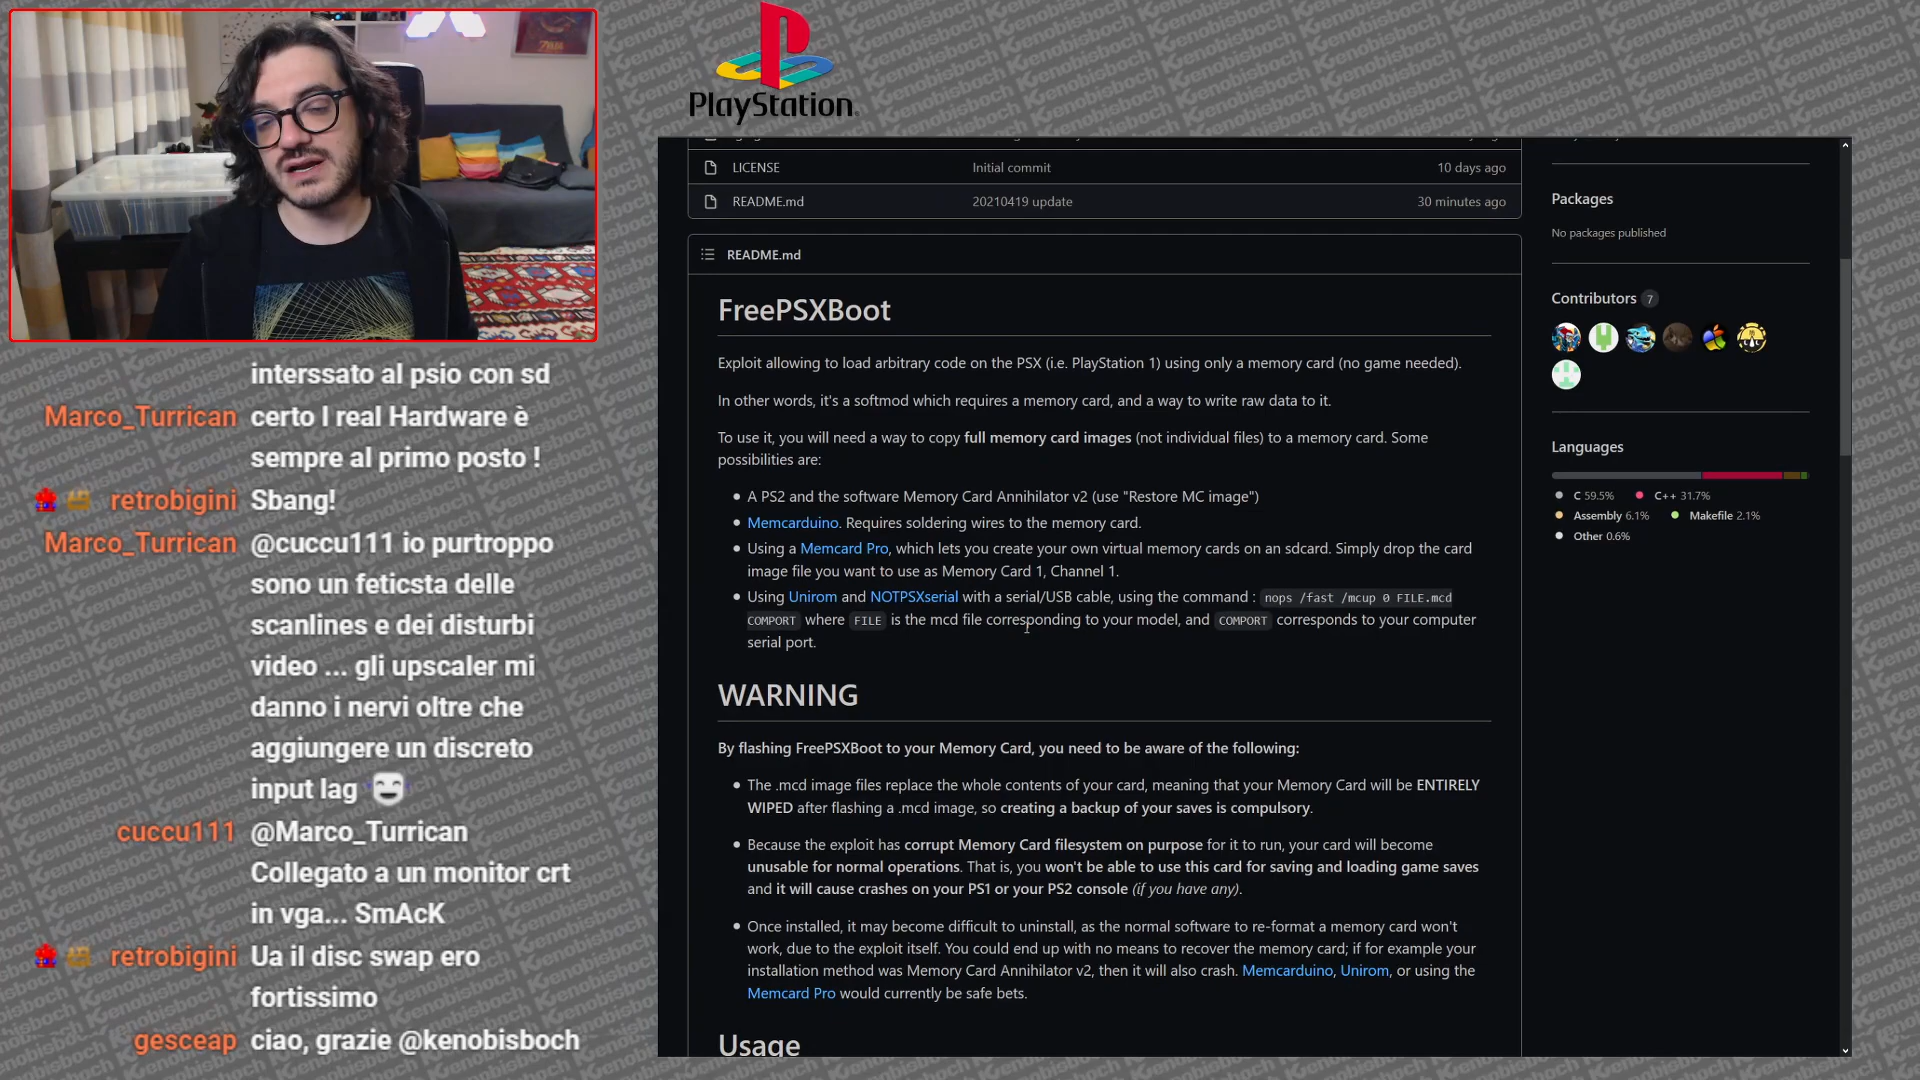 PlayStation
interssato al psio con sd
Marco_Turrican certo l real Hardware è
sempre al primo posto !
retrobigini Sbang!
Marco_Turrican @cuccu111 io purtroppo
sono un feticsta delle
scanlines e dei disturbi
video ... gli upscaler mi
danno i nervi oltre che
aggiungere un discreto
input lag
cuccu111 @Marco_Turrican
Collegato a un monitor crt
in vga... SmAcK
retrobigini Ua il disc swap ero
fortissimo
gesceap ciao, grazie @kenobisboch
LICENSE Initial commit 10 days ago
README.md 20210419 update 30 minutes ago
README.md
FreePSXBoot
Exploit allowing to load arbitrary code on the PSX (i.e. PlayStation 1) using only a memory card (no game needed).
In other words, it's a softmod which requires a memory card, and a way to write raw data to it.
To use it, you will need a way to copy full memory card images (not individual files) to a memory card. Some
possibilities are:
• A PS2 and the software Memory Card Annihilator v2 (use "Restore MC image")
• Memcarduino. Requires soldering wires to the memory card.
• Using a Memcard Pro, which lets you create your own virtual memory cards on an sdcard. Simply drop the card
image file you want to use as Memory Card 1, Channel 1.
• Using Unirom and NOTPSXserial with a serial/USB cable, using the command : nops /fast /mcup 0 FILE.mcd
COMPORT where FILE is the mcd file corresponding to your model, and COMPORT corresponds to your computer
serial port.
WARNING
By flashing FreePSXBoot to your Memory Card, you need to be aware of the following:
• The .mcd image files replace the whole contents of your card, meaning that your Memory Card will be ENTIRELY
WIPED after flashing a .mcd image, so creating a backup of your saves is compulsory.
• Because the exploit has corrupt Memory Card filesystem on purpose for it to run, your card will become
unusable for normal operations. That is, you won't be able to use this card for saving and loading game saves
and it will cause crashes on your PS1 or your PS2 console (if you have any).
• Once installed, it may become difficult to uninstall, as the normal software to re-format a memory card won't
work, due to the exploit itself. You could end up with no means to recover the memory card; if for example your
installation method was Memory Card Annihilator v2, then it will also crash. Memcarduino, Unirom, or using the
Memcard Pro would currently be safe bets.
Usage
Packages
No packages published
Contributors 7
Languages
C 59.5% C++ 31.7%
Assembly 6.1% Makefile 2.1%
Other 0.6%
Kenobisboch